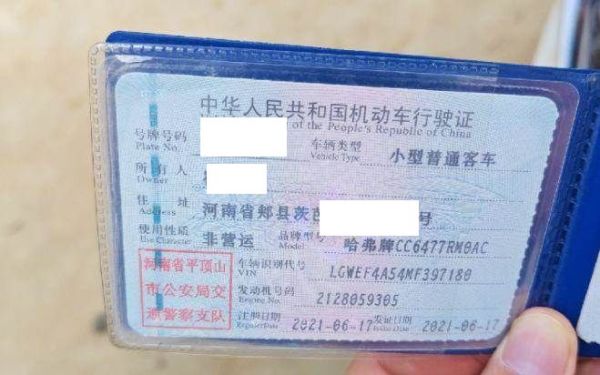 中华人民共和国机动车行驶证
of the People's Republic of China
号牌号码 车辆类型 小型普通客车
Plate No. Vehicle Type
所有人
Owner
住址 河南省郏县茨 号
Address
使用性质 非营运 品牌型号 哈弗牌CC6477RM0AC
Use Character Model
河南省平顶山
市公安局交
通警察支队
车辆识别代号 LGWEF4A54MF397180
VIN
发动机号码 2128059305
Engine No.
注册日期 2021-06-17 发证日期 2021-06-17
Register Date Issue Date